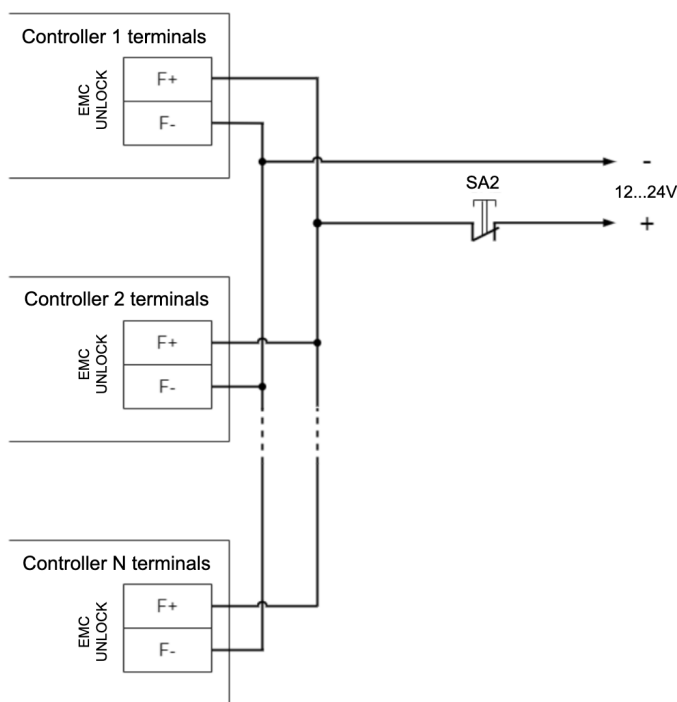 Controller 1 terminals
EMC
UNLOCK
F+
F-
-
SA2
12...24V
+
Controller 2 terminals
EMC
UNLOCK
F+
F-
Controller N terminals
EMC
UNLOCK
F+
F-